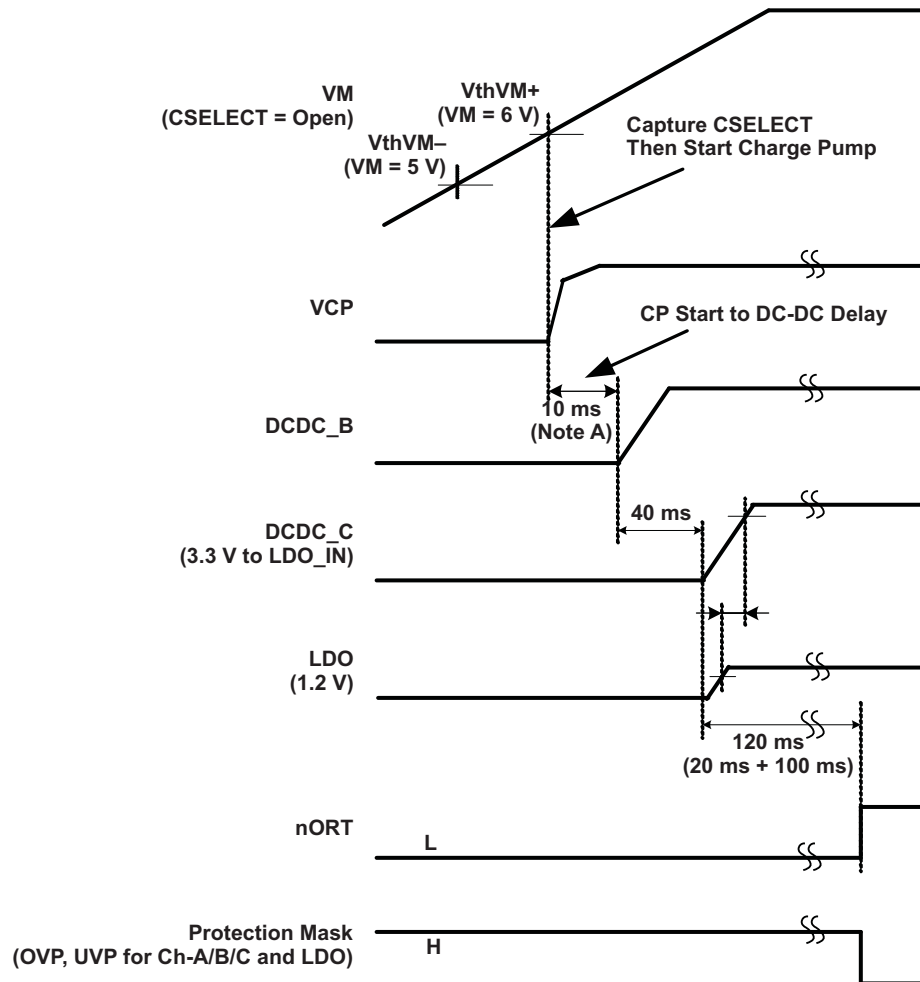 VM
(CSELECT = Open)
VthVM+
(VM = 6 V)
VthVM–
(VM = 5 V)
Capture CSELECT
Then Start Charge Pump
VCP
CP Start to DC-DC Delay
10 ms
(Note A)
DCDC_B
40 ms
DCDC_C
(3.3 V to LDO_IN)
LDO
(1.2 V)
120 ms
(20 ms + 100 ms)
nORT
L
Protection Mask
(OVP, UVP for Ch-A/B/C and LDO)
H